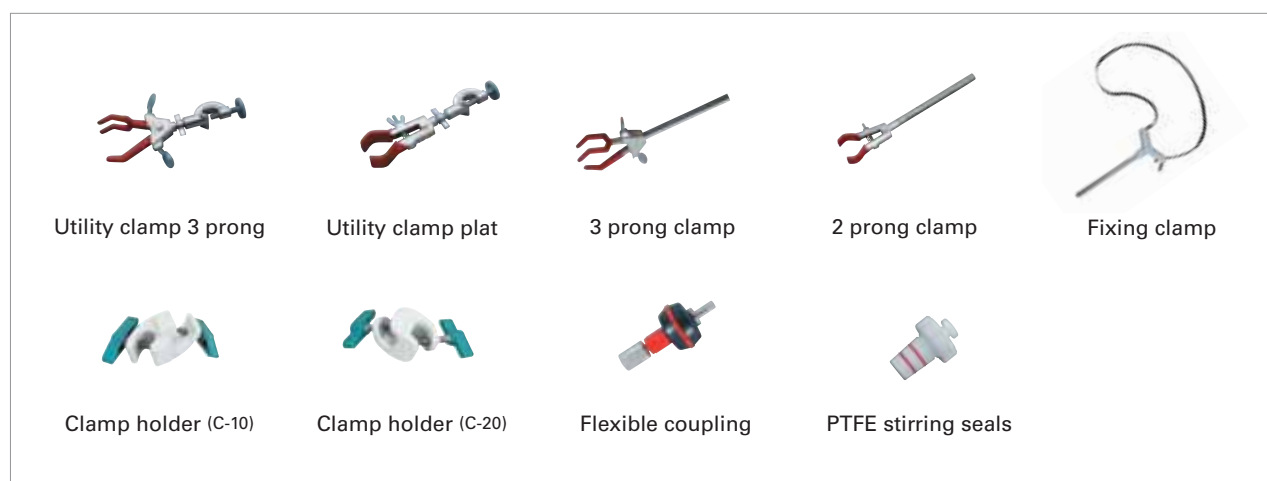 Utility clamp 3 prong
Utility clamp plat
3 prong clamp
2 prong clamp
Fixing clamp
Clamp holder (C-10)
Clamp holder (C-20)
Flexible coupling
PTFE stirring seals